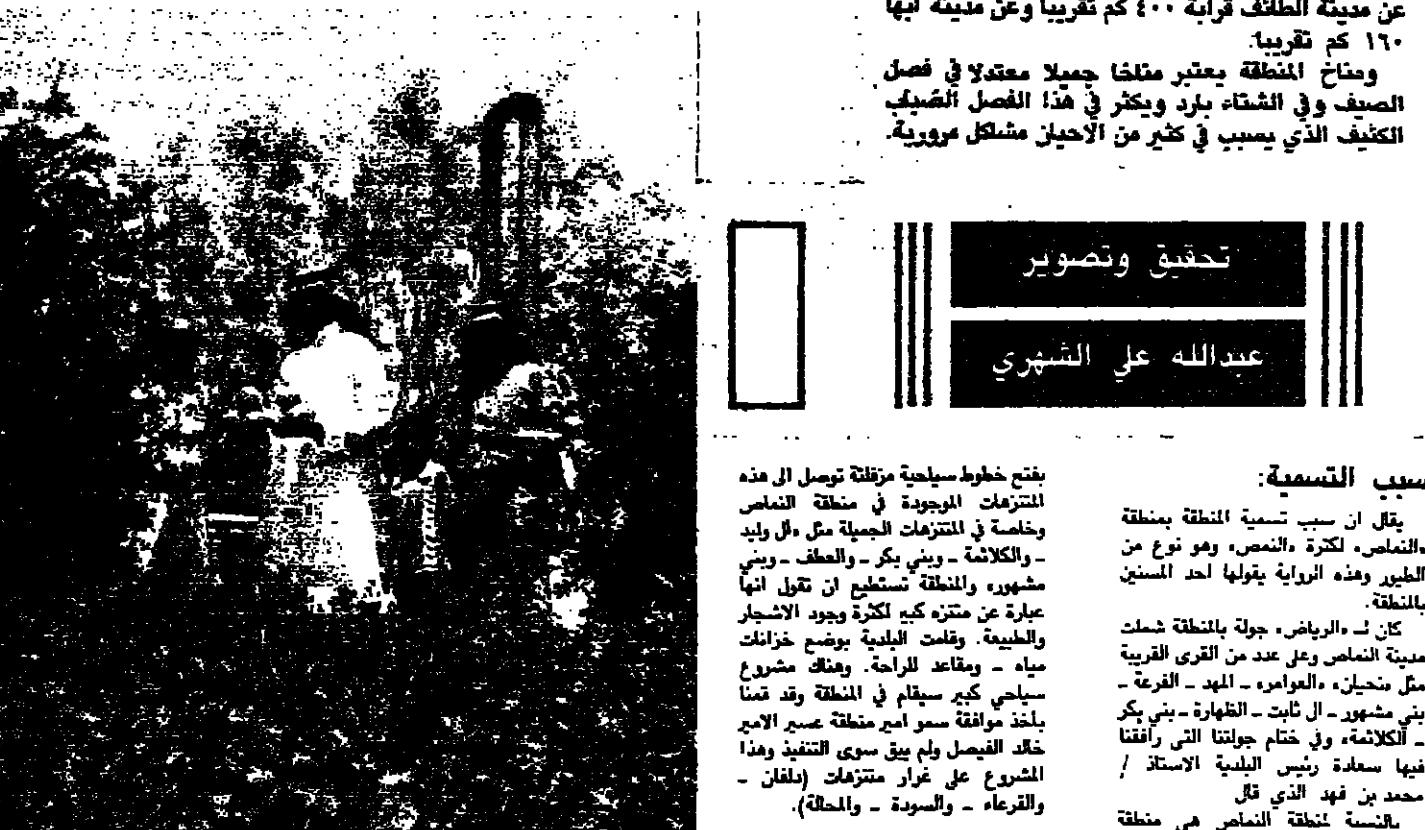 عن مدينة الطائف قرابة ٤٠٠ كم تقريبا وعن مدينة ابها
١٦٠ كم تقريبا.
ومناخ المنطقة يعتبر مناخا جميلا معتدلا في فصل
الصيف وفي الشتاء بارد ويكثر في هذا الفصل الضباب
الكثيف الذي يسبب في كثير من الاحيان مشاكل مرورية.
تحقيق وتصوير
عبدالله علي الشهري
سبب التسمية:
يقال ان سبب تسمية المنطقة بمنطقة
«النماص» لكثرة «النمص» وهو نوع من
الطيور وهذه الرواية يقولها احد المسنين
بالمنطقة.
كان لـ «الرياض» جولة بالمنطقة شملت
مدينة النماص وعلى عدد من القرى القريبة
مثل «نحيان» «العوامر» ـ المهد ـ الفرعة ـ
بني مشهور ـ ال ثابت ـ الظهارة ـ بني بكر
ـ الكلاثمة» وفي ختام جولتنا التي رافقنا
فيها سعادة رئيس البلدية الاستاذ /
محمد بن فهد الذي قال
بالنسبة لمنطقة النماص هي منطقة
بفتح خطوط سياحية مزفلتة توصل الى هذه
المنتزهات الموجودة في منطقة النماص
وخاصة في المنتزهات الجميلة مثل «ال وليد
ـ والكلاثمة ـ وبني بكر ـ والعطف ـ وبني
مشهور» والمنطقة تستطيع ان تقول انها
عبارة عن منتزه كبير لكثرة وجود الاشجار
والطبيعة. وقامت البلدية بوضع خزانات
مياه ـ ومقاعد للراحة. وهناك مشروع
سياحي كبير سيقام في المنطقة وقد قمنا
بأخذ موافقة سمو امير منطقة عسير الامير
خالد الفيصل ولم يبق سوى التنفيذ وهذا
المشروع على غرار منتزهات (دلغان ـ
والقرعاء ـ والسودة ـ والمحالة).